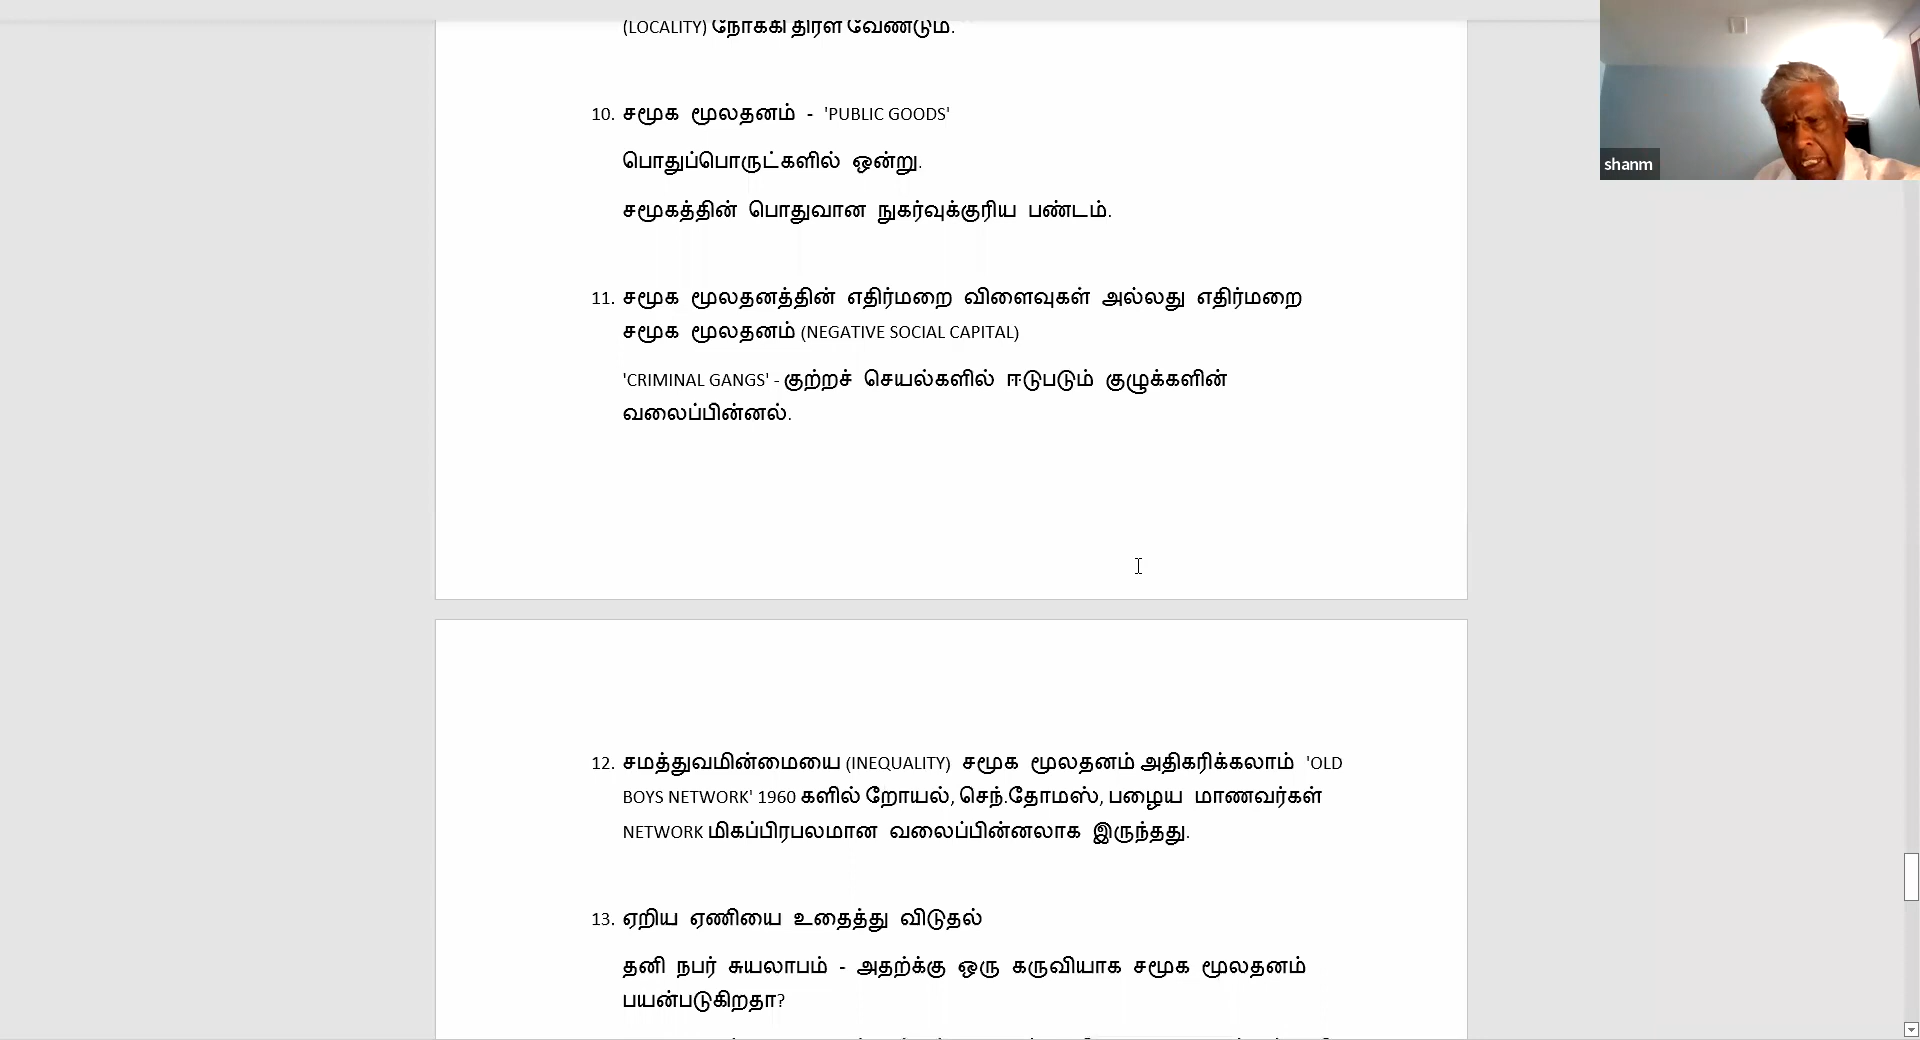 (LOCALITY) நோக்கி திரள வேண்டும்.
10. சமூக மூலதனம் - 'PUBLIC GOODS'
பொதுப்பொருட்களில் ஒன்று.
சமூகத்தின் பொதுவான நுகர்வுக்குரிய பண்டம்.
11. சமூக மூலதனத்தின் எதிர்மறை விளைவுகள் அல்லது எதிர்மறை
சமூக மூலதனம் (NEGATIVE SOCIAL CAPITAL)
'CRIMINAL GANGS' - குற்றச் செயல்களில் ஈடுபடும் குழுக்களின்
வலைப்பின்னல்.
12. சமத்துவமின்மையை (INEQUALITY) சமூக மூலதனம் அதிகரிக்கலாம் 'OLD
BOYS NETWORK' 1960 களில் றோயல், செந்.தோமஸ், பழைய மாணவர்கள்
NETWORK மிகப்பிரபலமான வலைப்பின்னலாக இருந்தது.
13. ஏறிய ஏணியை உதைத்து விடுதல்
தனி நபர் சுயலாபம் - அதற்க்கு ஒரு கருவியாக சமூக மூலதனம்
பயன்படுகிறதா?
shanm